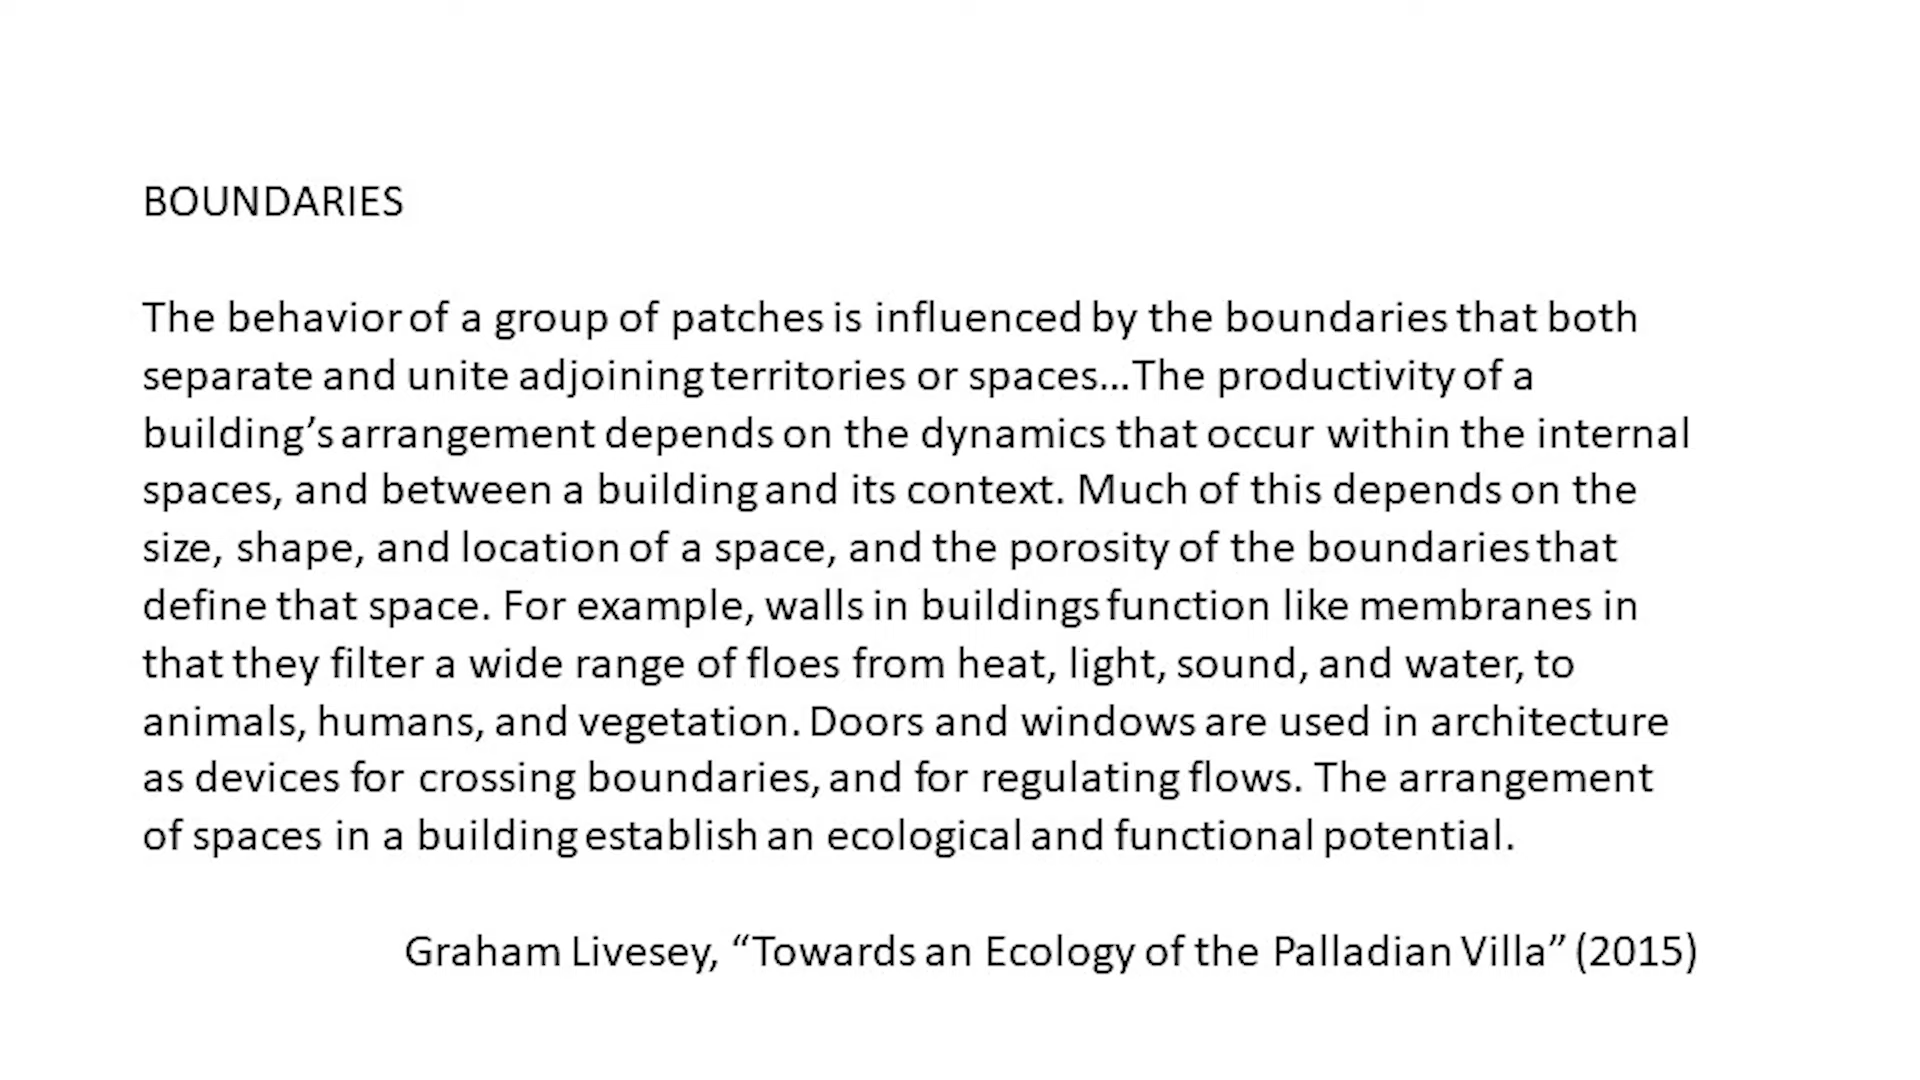 BOUNDARIES
The behavior of a group of patches is influenced by the boundaries that both
separate and unite adjoining territories or spaces...The productivity of a
building’s arrangement depends on the dynamics that occur within the internal
spaces, and between a building and its context. Much of this depends on the
size, shape, and location of a space, and the porosity of the boundaries that
define that space. For example, walls in buildings function like membranes in
that they filter a wide range of floes from heat, light, sound, and water, to
animals, humans, and vegetation. Doors and windows are used in architecture
as devices for crossing boundaries, and for regulating flows. The arrangement
of spaces in a building establish an ecological and functional potential.
Graham Livesey, “Towards an Ecology of the Palladian Villa” (2015)